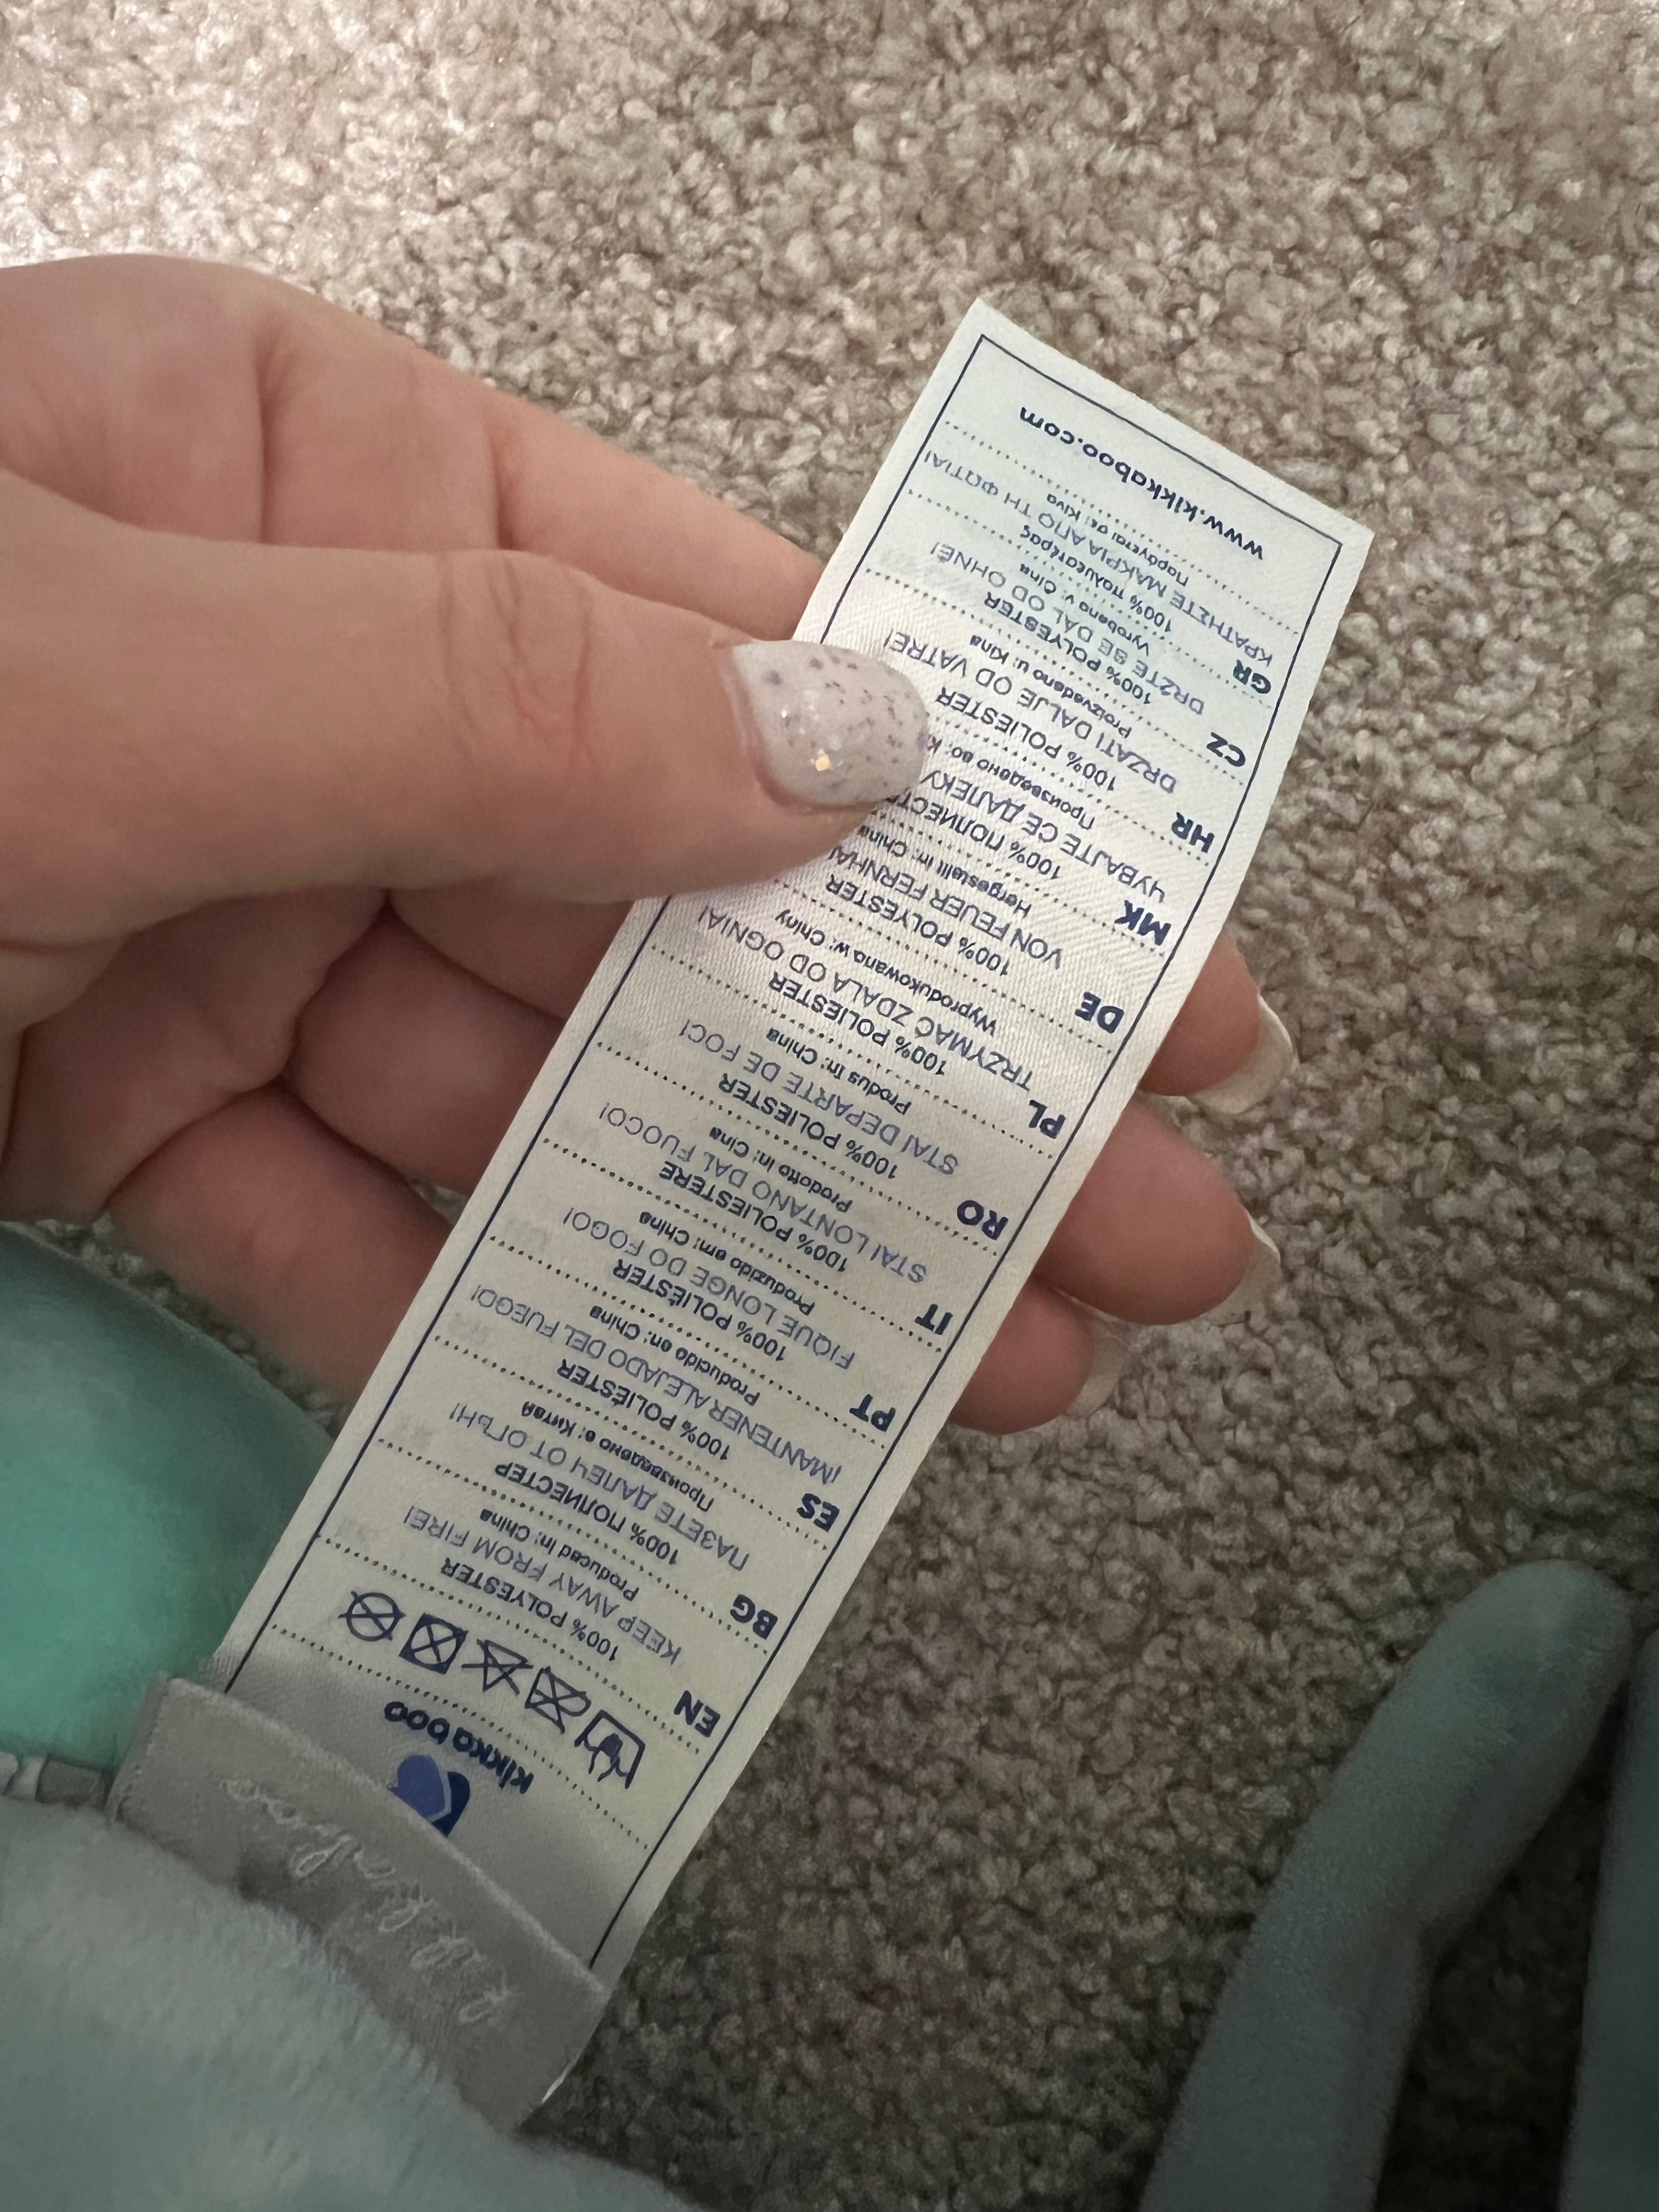 kikkaboo
kikkaboo
EN
100% POLYESTER
KEEP AWAY FROM FIRE!
Produced in: China
BG
100% ПОЛИЕСТЕР
ПАЗЕТЕ ДАЛЕЧ ОТ ОГЪН!
Произведено в: Китай
ES
100% POLIÉSTER
¡MANTENER ALEJADO DEL FUEGO!
Producido en: China
PT
100% POLIÉSTER
FIQUE LONGE DO FOGO!
Produzido em: China
IT
100% POLIESTERE
STAI LONTANO DAL FUOCO!
Prodotto in: Cina
RO
100% POLIESTER
STAI DEPARTE DE FOC!
Produs în: China
PL
100% POLIESTER
TRZYMAĆ ZDALA OD OGNIA!
Wyprodukowano w: Chiny
DE
100% POLYESTER
VON FEUER
Hergestellt in: China
MK
100%
ЧУВАЈТЕ СЕ ДАЛЕКУ
Произведено во:
HR
100% POLIESTER
DRŽATI DALJE OD VATRE!
Proizvedeno u: Kina
CZ
100% POLYESTER
DRŽTE SE DÁL OD OHNĚ!
Vyrobeno v: Čína
GR
100% Πολυεστέρας
ΚΡΑΤΗΣΤΕ ΜΑΚΡΙΑ ΑΠΟ ΤΗ ΦΩΤΙΑ!
Παράγεται σε: Κίνα
www.kikkaboo.com